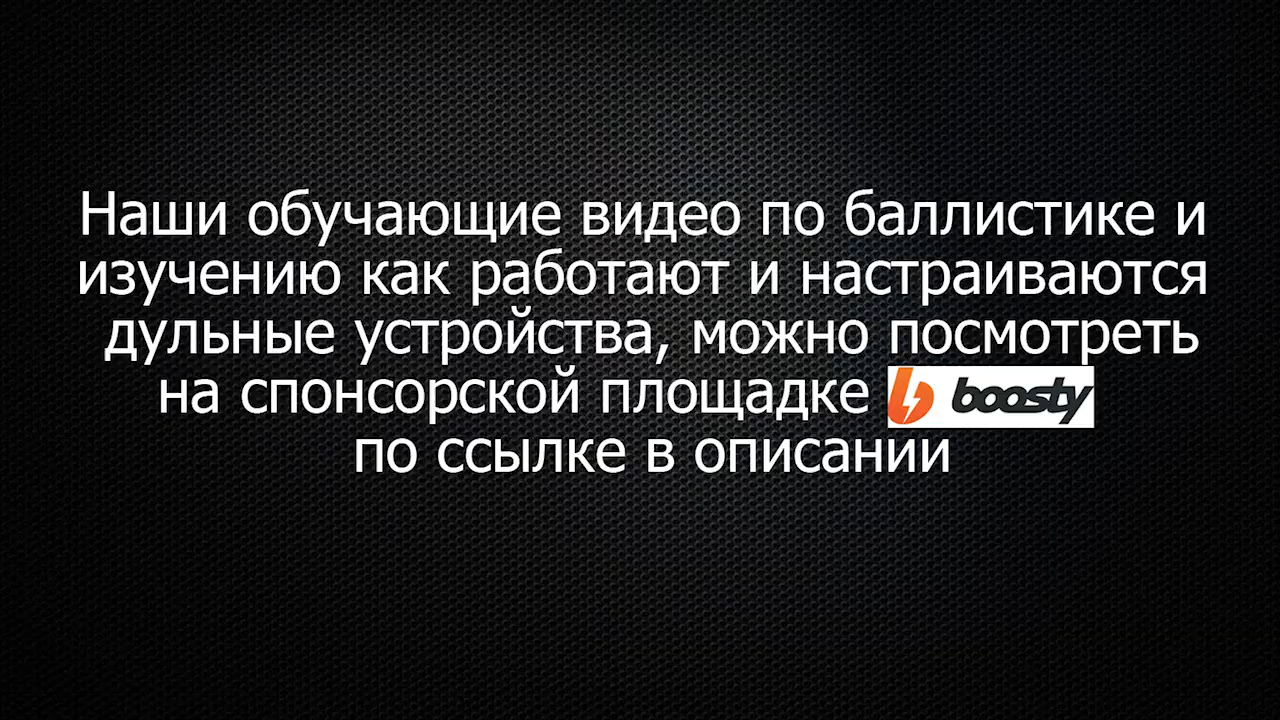 Наши обучающие видео по баллистике и
изучению как работают и настраиваются
дульные устройства, можно посмотреть
на спонсорской площадке boosty
по ссылке в описании